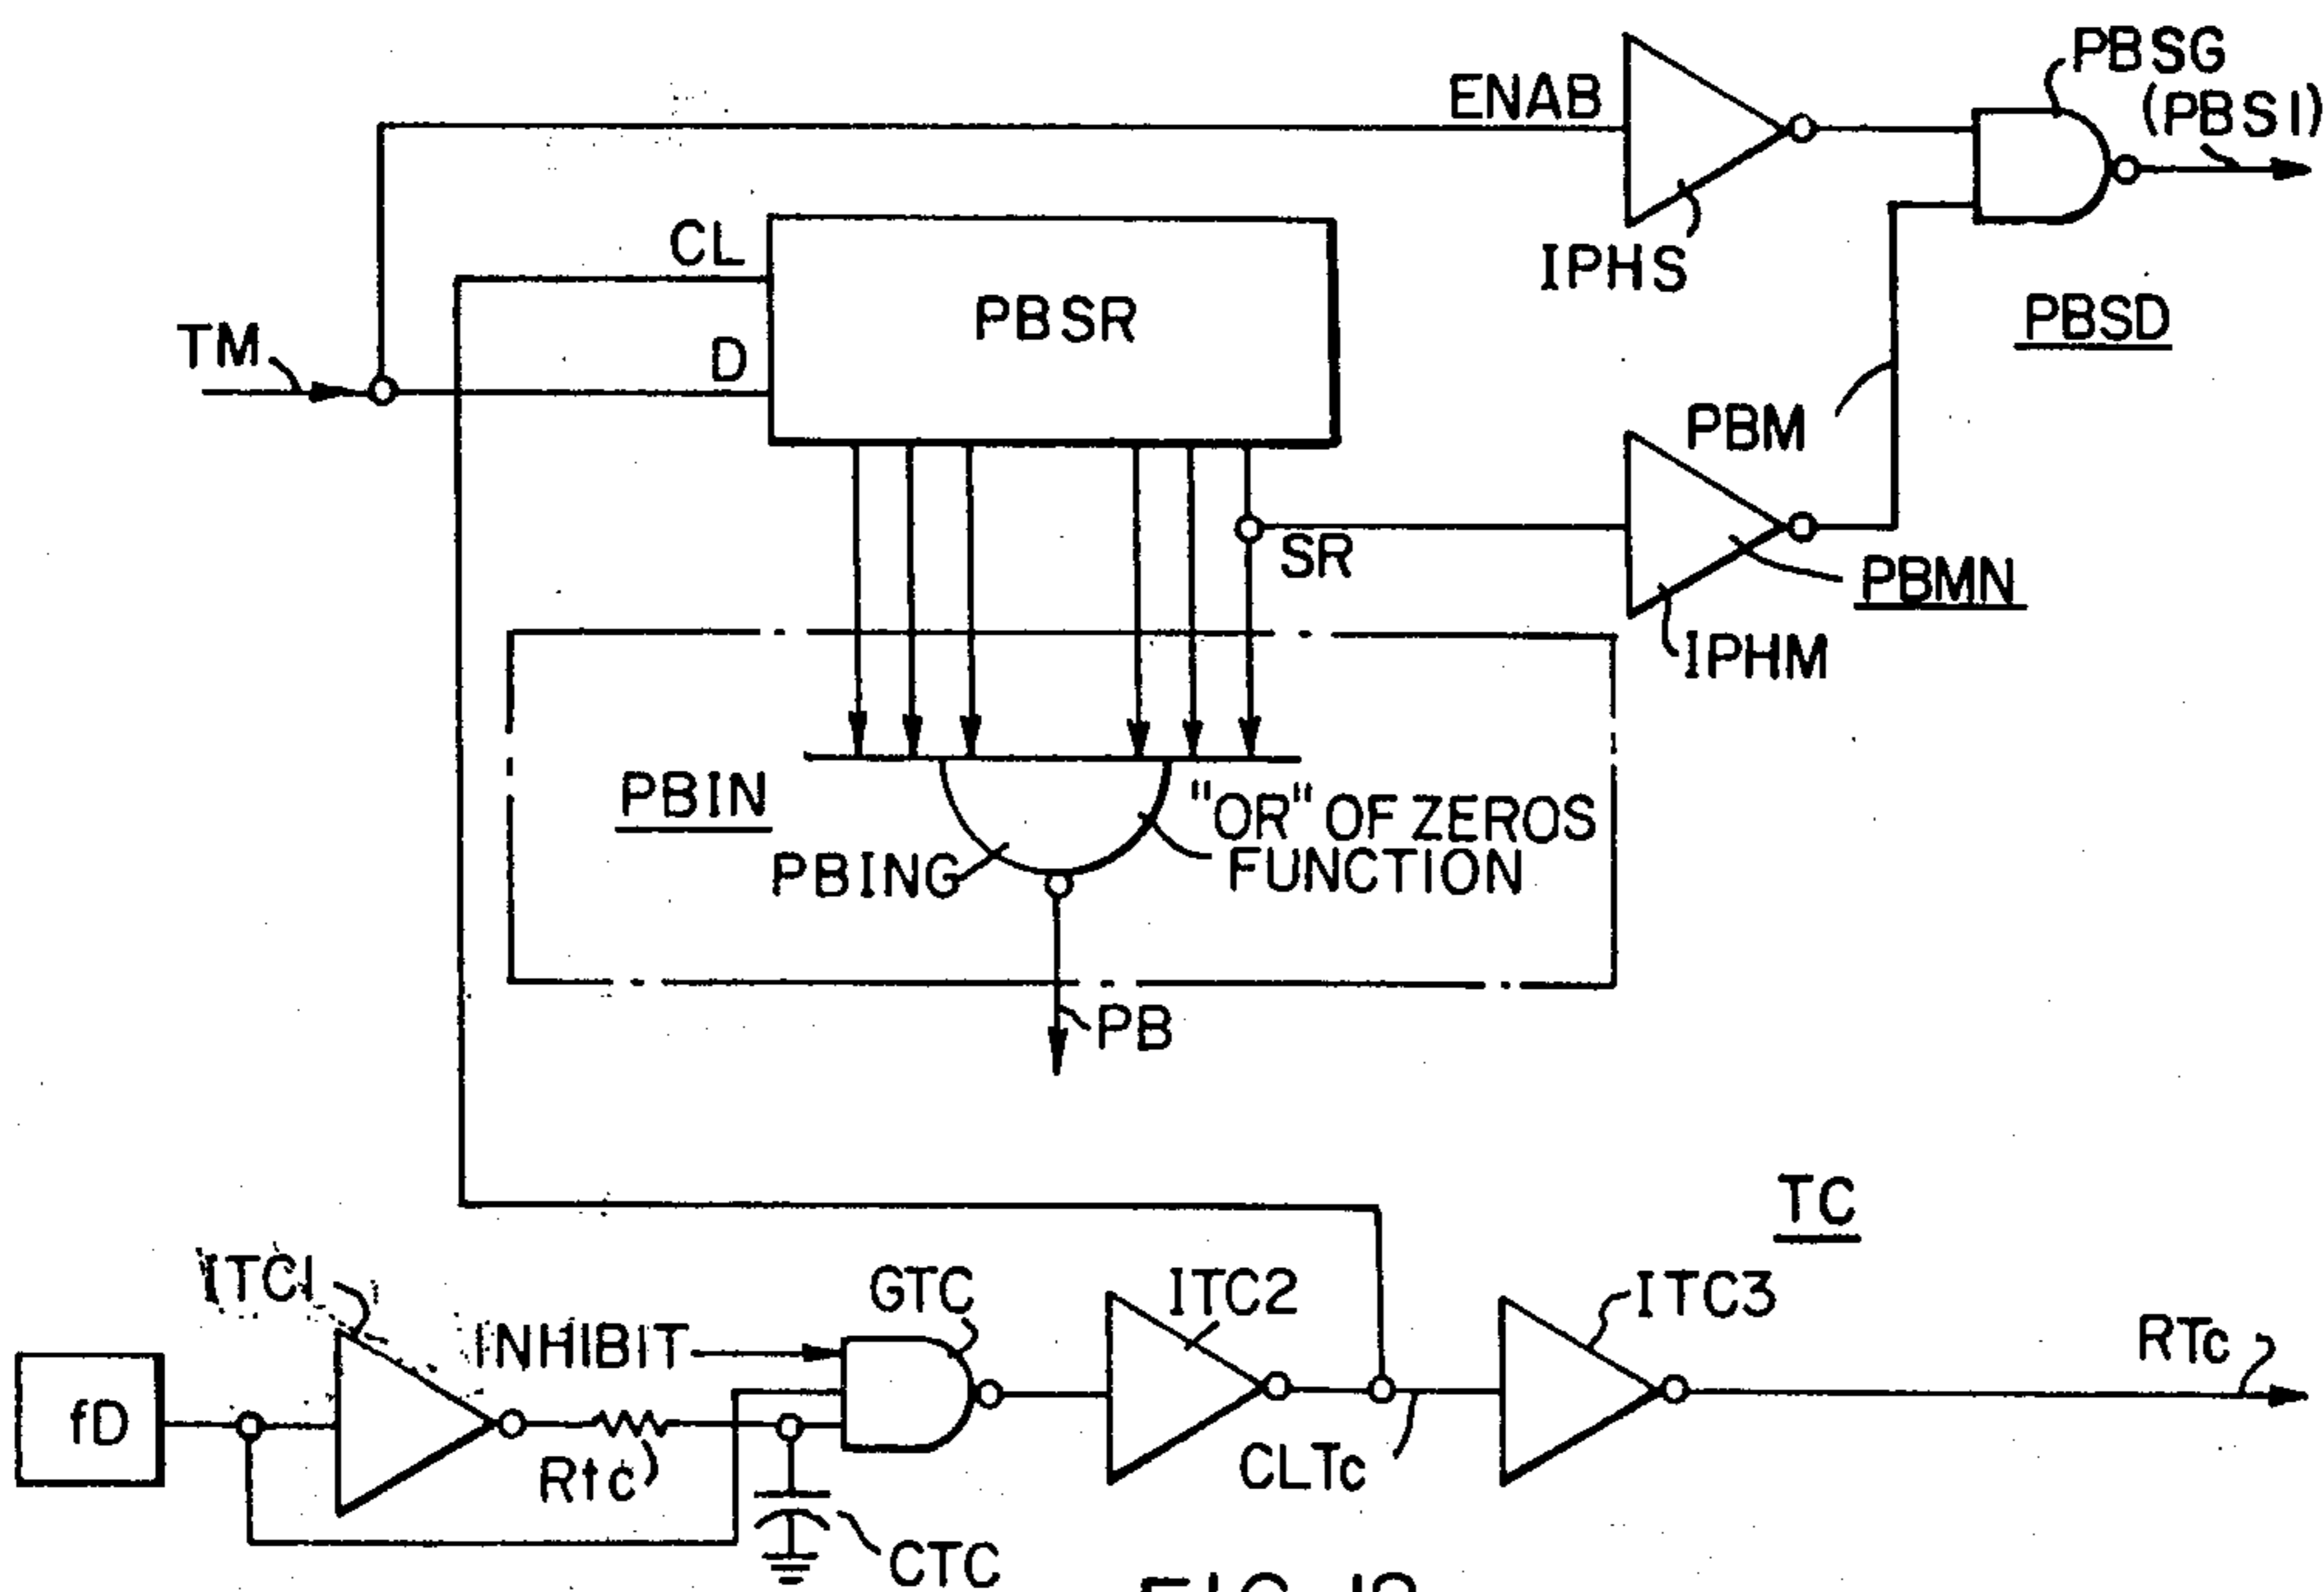 PBSG
(PBS1)
ENAB
IPHS
PBSD
CL
PBSR
TM
D
PBM
SR
PBMN
IPHM
PBIN
"OR" OF ZEROS
FUNCTION
PBING
PB
TC
ITC1
GTC
ITC2
ITC3
INHIBIT
RTc
fD
Rtc
CLTc
CTC